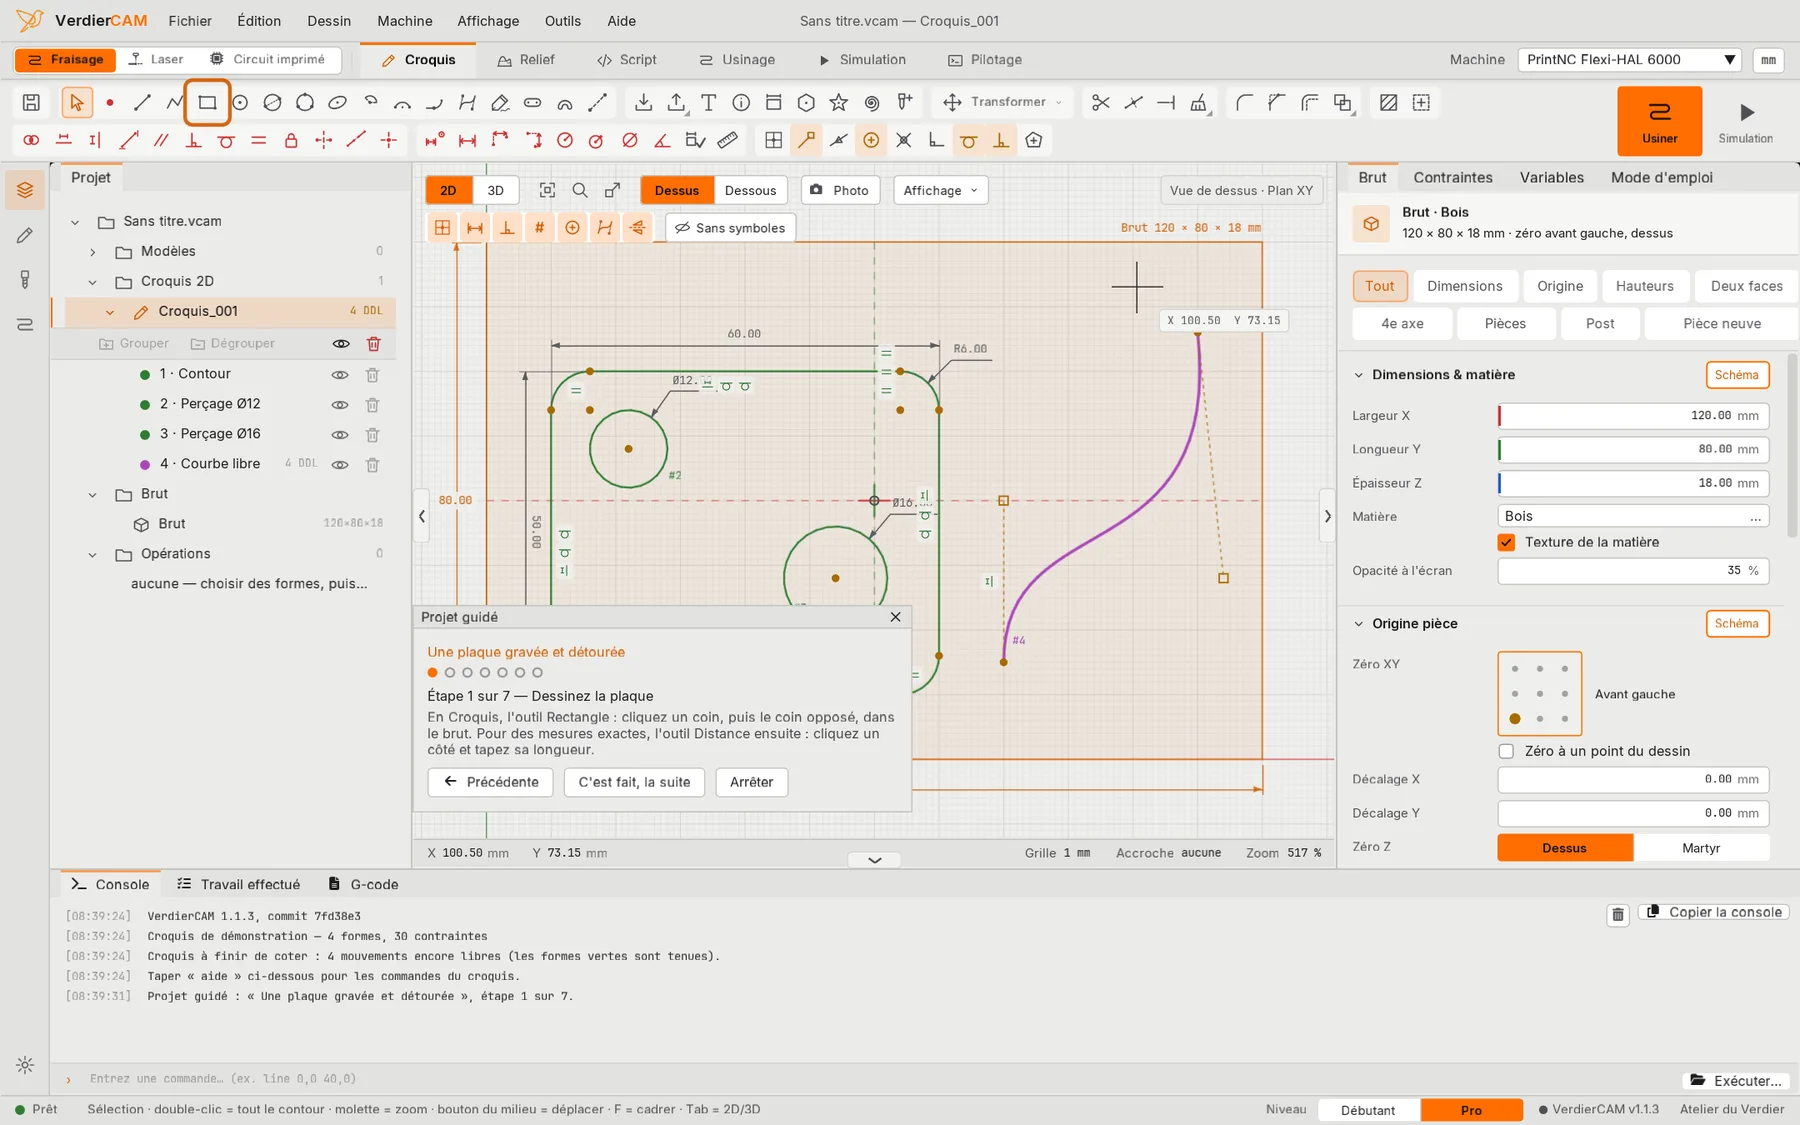 VerdierCAM Fichier Édition Dessin Machine Affichage Outils Aide Sans titre.vcam — Croquis_001
Fraisage Laser Circuit imprimé Croquis Relief Script Usinage Simulation Pilotage Machine PrintNC Flexi-HAL 6000 mm
Transformer
Usiner Simulation
Projet
Sans titre.vcam
Modèles 0
Croquis 2D 1
Croquis_001 4 DDL
Grouper Dégrouper
1 · Contour
2 · Perçage Ø12
3 · Perçage Ø16
4 · Courbe libre 4 DDL
Brut
Brut 120×80×18
Opérations 0
aucune — choisir des formes, puis...
2D 3D Dessus Dessous Photo Affichage Vue de dessus · Plan XY
Sans symboles Brut 120 × 80 × 18 mm
X 100.50 Y 73.15
60.00
R6.00
Ø12.
#2
80.00
Ø16.
50.00
#4
Projet guidé
Une plaque gravée et détourée
Étape 1 sur 7 — Dessinez la plaque
En Croquis, l'outil Rectangle : cliquez un coin, puis le coin opposé, dans
le brut. Pour des mesures exactes, l'outil Distance ensuite : cliquez un
côté et tapez sa longueur.
Précédente C'est fait, la suite Arrêter
X 100.50 mm Y 73.15 mm Grille 1 mm Accroche aucune Zoom 517 %
Brut Contraintes Variables Mode d'emploi
Brut · Bois
120 × 80 × 18 mm · zéro avant gauche, dessus
Tout Dimensions Origine Hauteurs Deux faces
4e axe Pièces Post Pièce neuve
Dimensions & matière Schéma
Largeur X 120.00 mm
Longueur Y 80.00 mm
Épaisseur Z 18.00 mm
Matière Bois ...
Texture de la matière
Opacité à l'écran 35 %
Origine pièce Schéma
Zéro XY
Avant gauche
Zéro à un point du dessin
Décalage X 0.00 mm
Décalage Y 0.00 mm
Zéro Z Dessus Martyr
Console Travail effectué G-code
[08:39:24] VerdierCAM 1.1.3, commit 7fd38e3
Copier la console
[08:39:24] Croquis de démonstration — 4 formes, 30 contraintes
[08:39:24] Croquis à finir de coter : 4 mouvements encore libres (les formes vertes sont tenues).
[08:39:24] Taper « aide » ci-dessous pour les commandes du croquis.
[08:39:31] Projet guidé : « Une plaque gravée et détourée », étape 1 sur 7.
› Entrez une commande… (ex. line 0,0 40,0) Exécuter...
Prêt Sélection · double-clic = tout le contour · molette = zoom · bouton du milieu = déplacer · F = cadrer · Tab = 2D/3D Niveau Débutant Pro VerdierCAM v1.1.3 Atelier du Verdier